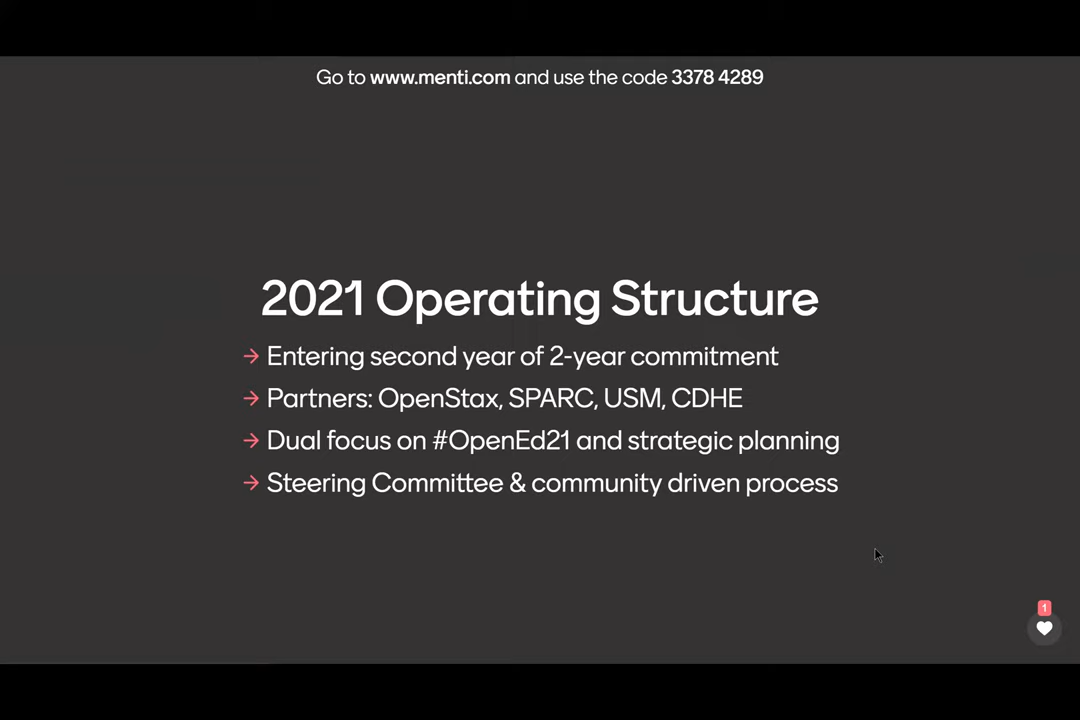 Go to www.menti.com and use the code 3378 4289
2021 Operating Structure
→ Entering second year of 2-year commitment
→ Partners: OpenStax, SPARC, USM, CDHE
→ Dual focus on #OpenEd21 and strategic planning
→ Steering Committee & community driven process
1